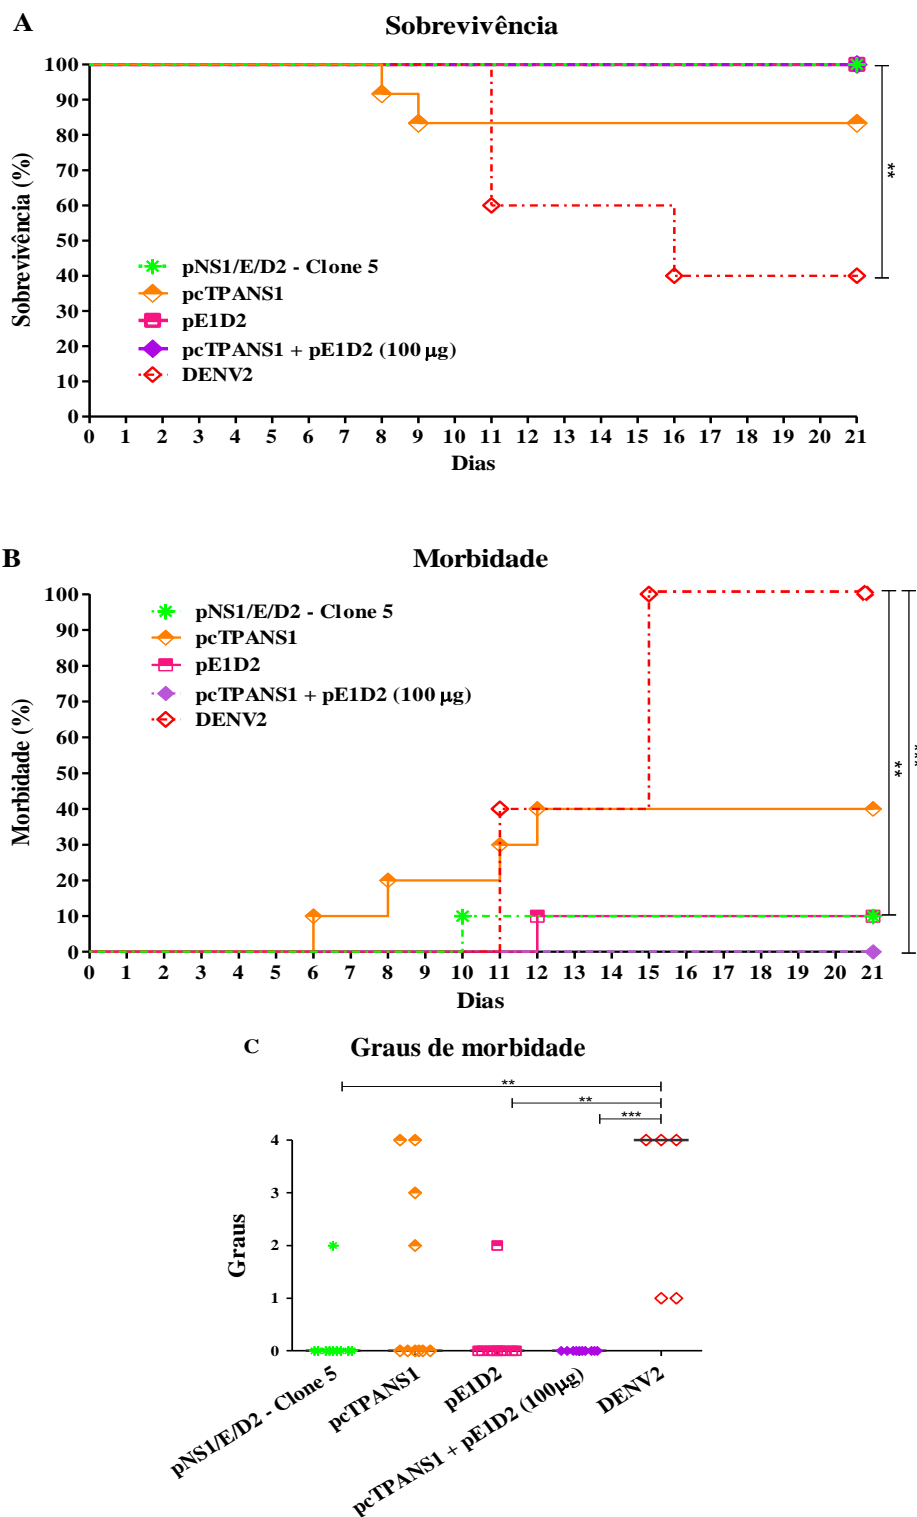 A
Sobrevivência
Sobrevivência (%)
100
90
80
70
60
50
40
30
20
10
0
pNS1/E/D2 - Clone 5
pcTPANS1
pE1D2
pcTPANS1 + pE1D2 (100 µg)
DENV2
**
0 1 2 3 4 5 6 7 8 9 10 11 12 13 14 15 16 17 18 19 20 21
Dias
B
Morbidade
Morbidade (%)
100
90
80
70
60
50
40
30
20
10
0
pNS1/E/D2 - Clone 5
pcTPANS1
pE1D2
pcTPANS1 + pE1D2 (100 µg)
DENV2
**
***
0 1 2 3 4 5 6 7 8 9 10 11 12 13 14 15 16 17 18 19 20 21
Dias
C
Graus de morbidade
**
**
***
Graus
4
3
2
1
0
pNS1/E/D2 - Clone 5
pcTPANS1
pE1D2
pcTPANS1 + pE1D2 (100µg)
DENV2